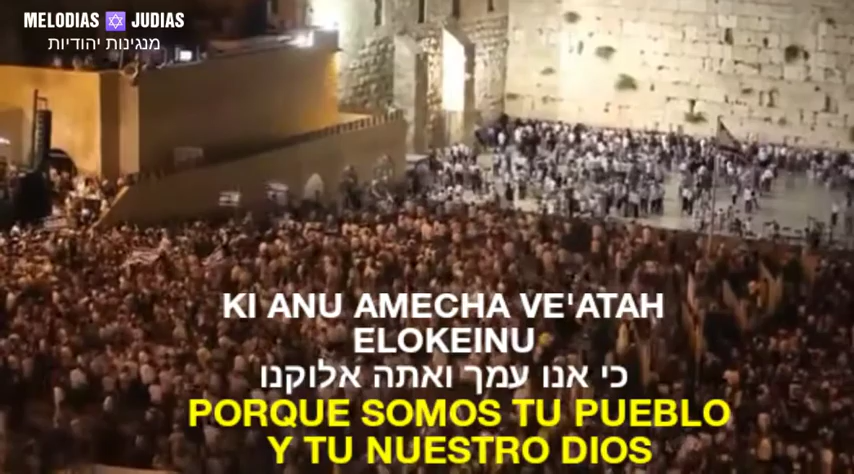 MELODIAS ✡ JUDIAS
מנגינות יהודיות
KI ANU AMECHA VE'ATAH
ELOKEINU
כי אנו עמך ואתה אלוקנו
PORQUE SOMOS TU PUEBLO
Y TU NUESTRO DIOS